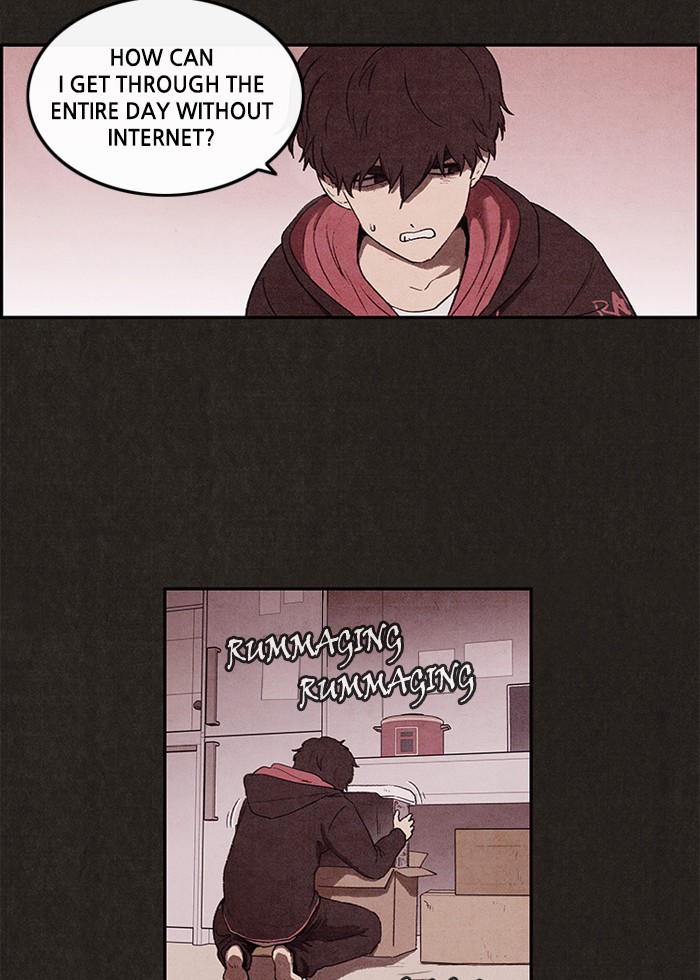 HOW CAN
I GET THROUGH THE
ENTIRE DAY WITHOUT
INTERNET?
RUMMAGING
RUMMAGING